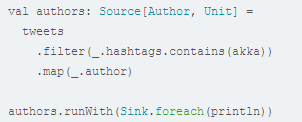 val authors: Source[Author, Unit] =
tweets
.filter(_.hashtags.contains(akka))
.map(_.author)
authors.runWith(Sink.foreach(println))